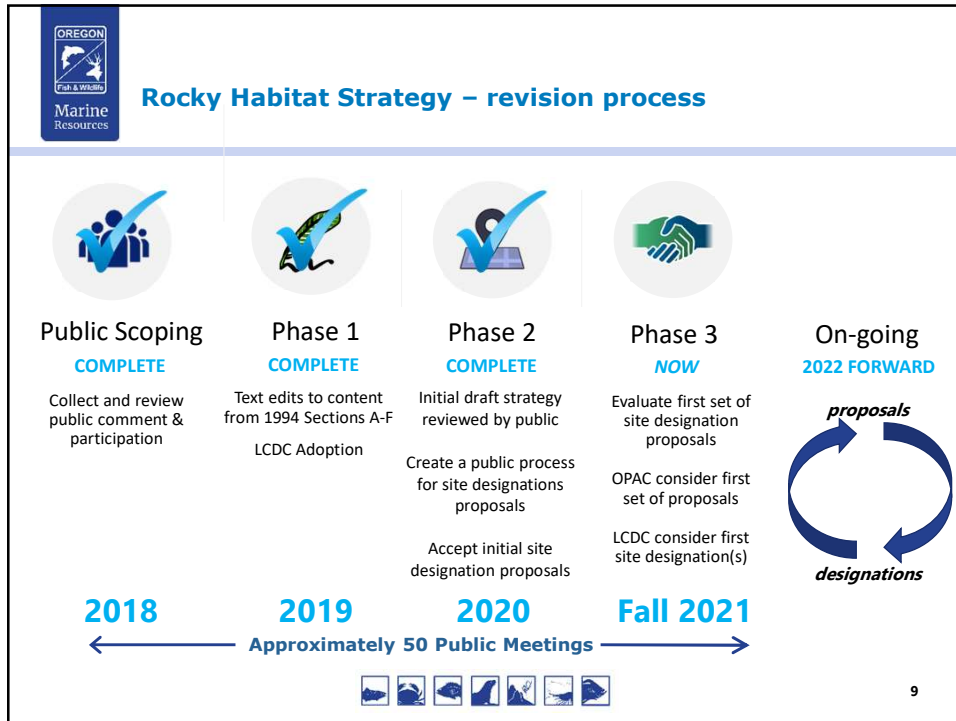 OREGON
Fish & Wildlife
Marine
Resources
Rocky Habitat Strategy – revision process
Public Scoping
COMPLETE
Collect and review
public comment &
participation
2018
Phase 1
COMPLETE
Text edits to content
from 1994 Sections A-F
LCDC Adoption
2019
Phase 2
COMPLETE
Initial draft strategy
reviewed by public
Create a public process
for site designations
proposals
Accept initial site
designation proposals
2020
Phase 3
NOW
Evaluate first set of
site designation
proposals
OPAC consider first
set of proposals
LCDC consider first
site designation(s)
Fall 2021
On-going
2022 FORWARD
proposals
designations
Approximately 50 Public Meetings
9